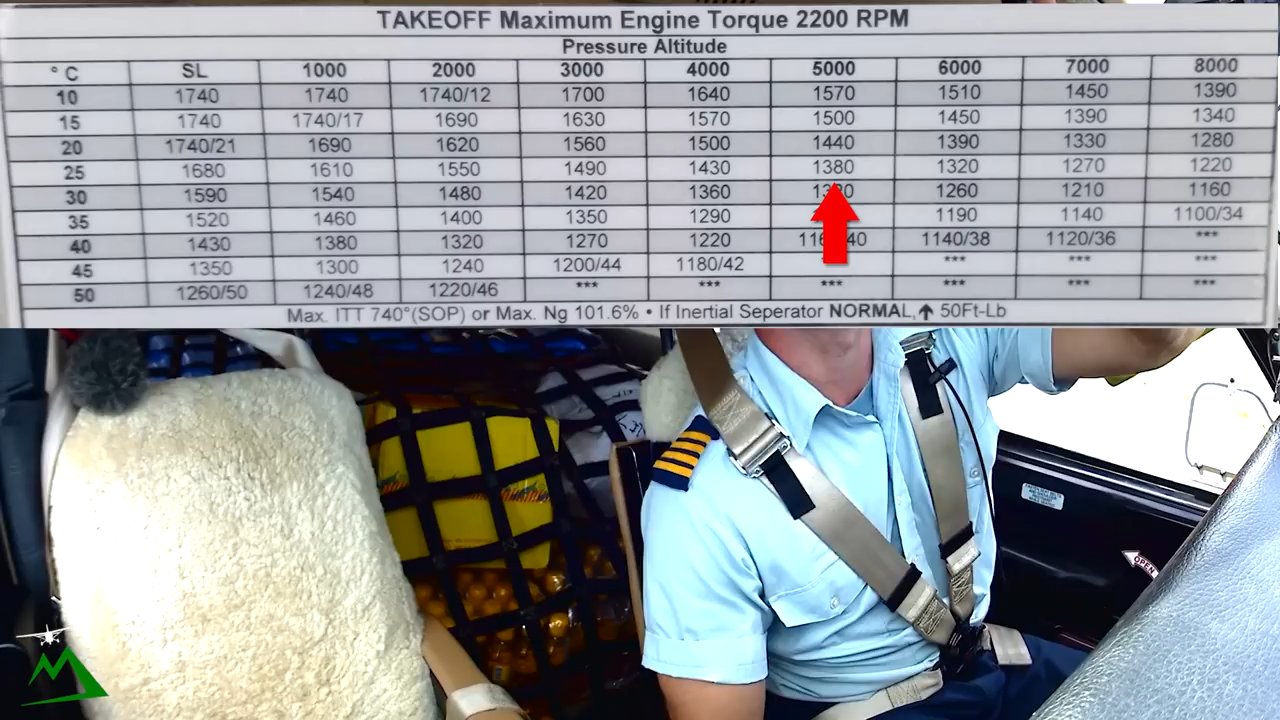 TAKEOFF Maximum Engine Torque 2200 RPM
Pressure Altitude
° C SL 1000 2000 3000 4000 5000 6000 7000 8000
10 1740 1740 1740/12 1700 1640 1570 1510 1450 1390
15 1740 1740/17 1690 1630 1570 1500 1450 1390 1340
20 1740/21 1690 1620 1560 1500 1440 1390 1330 1280
25 1680 1610 1550 1490 1430 1380 1320 1270 1220
30 1590 1540 1480 1420 1360 1260 1210 1160
35 1520 1460 1400 1350 1290 1190 1140 1100/34
40 1430 1380 1320 1270 1220 1140/38 1120/36 ***
45 1350 1300 1240 1200/44 1180/42 *** *** ***
50 1260/50 1240/48 1220/46 *** *** *** *** *** ***
Max. ITT 740°(SOP) or Max. Ng 101.6% • If Inertial Seperator NORMAL,↑ 50Ft-Lb
OPEN